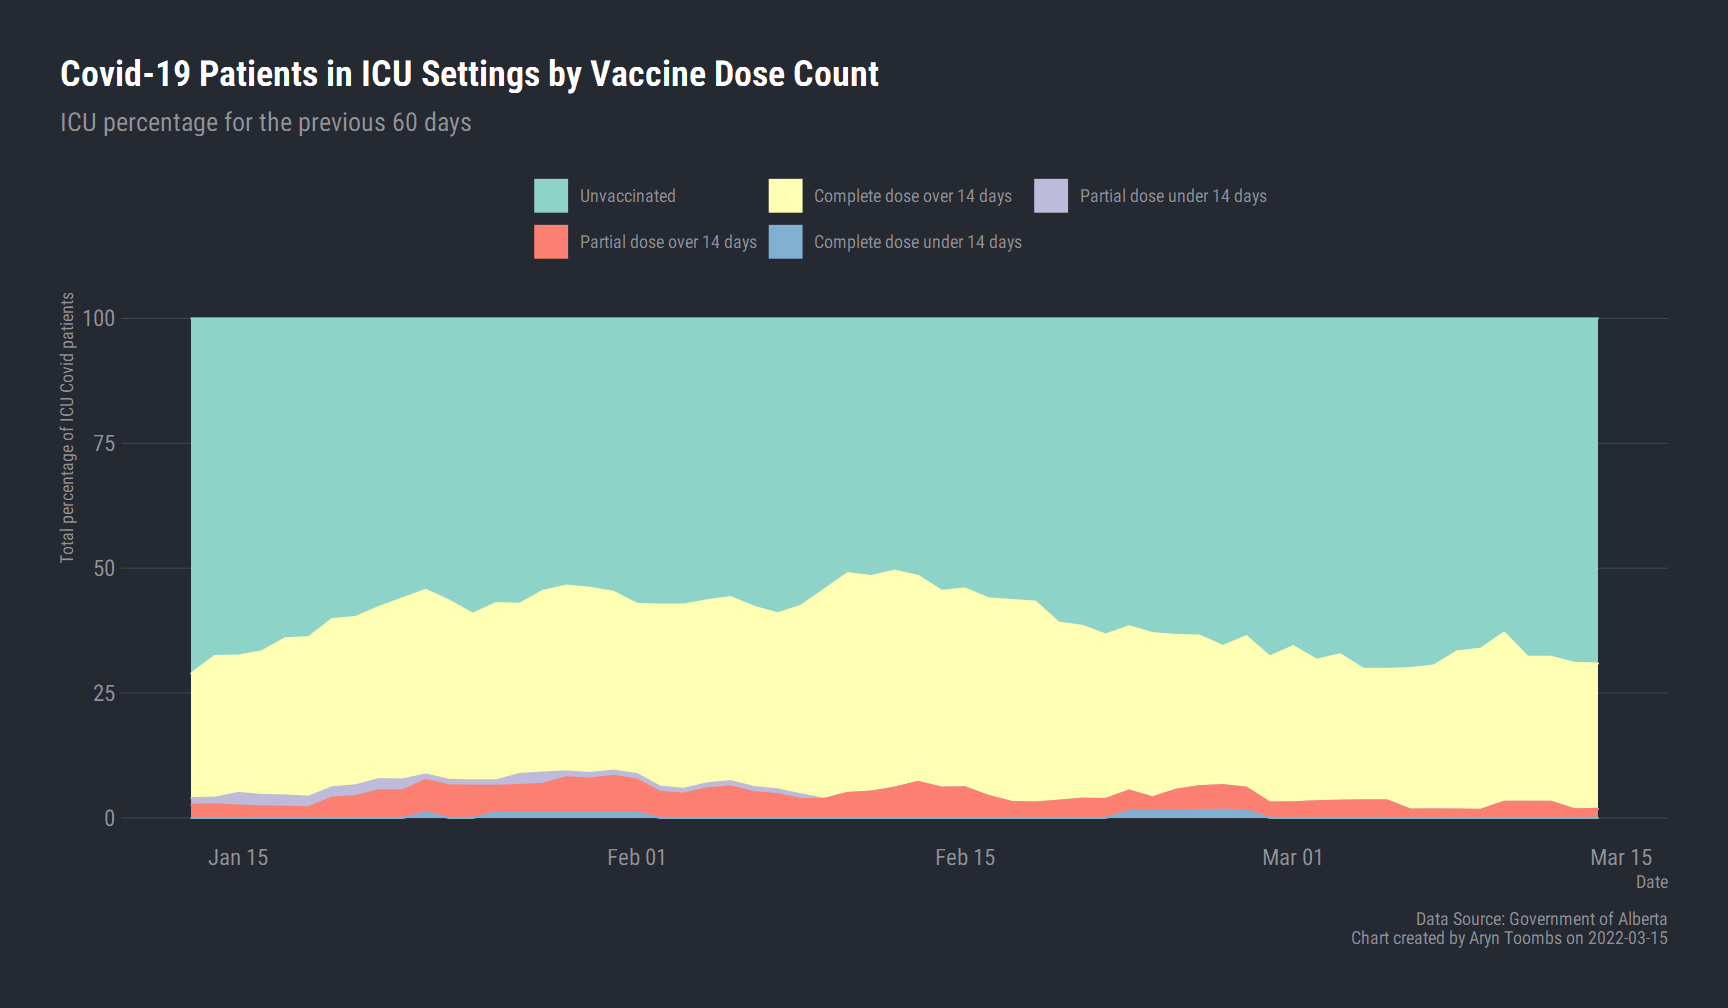 Covid-19 Patients in ICU Settings by Vaccine Dose Count
ICU percentage for the previous 60 days
Unvaccinated
Complete dose over 14 days
Partial dose under 14 days
Partial dose over 14 days
Complete dose under 14 days
Total percentage of ICU Covid patients
100
75
50
25
0
Jan 15
Feb 01
Feb 15
Mar 01
Mar 15
Date
Data Source: Government of Alberta
Chart created by Aryn Toombs on 2022-03-15